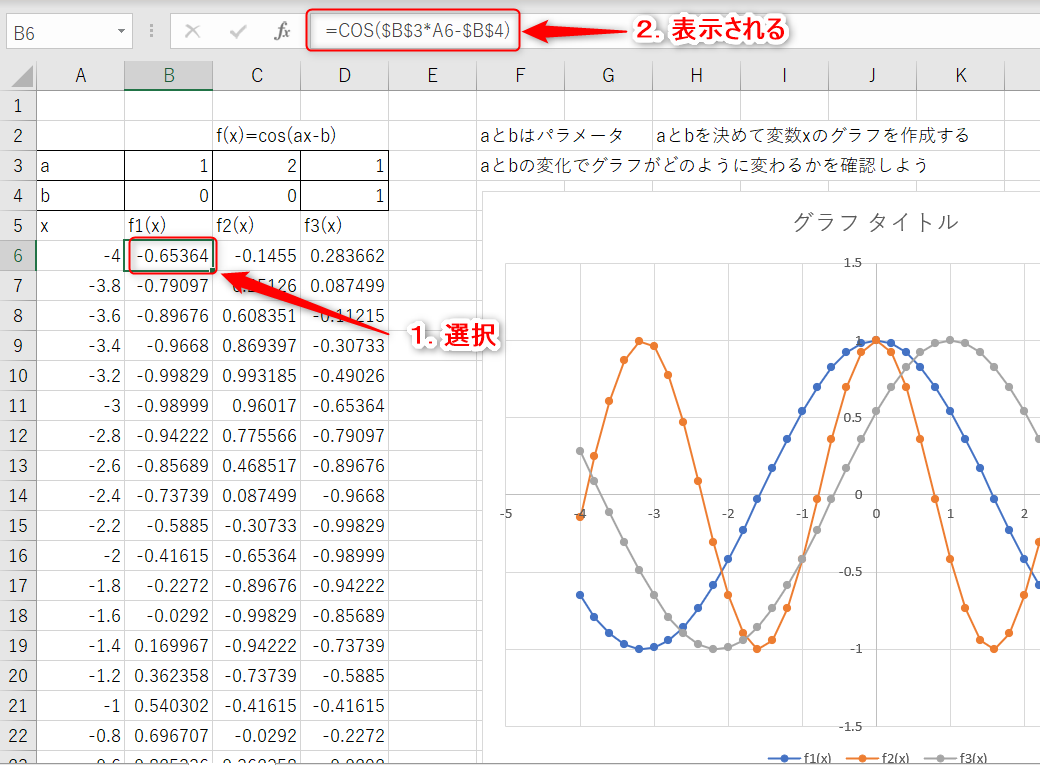 B6 fx =COS($B$3*A6-$B$4) 2. 表示される
A B C D E F G H I J K
1
2 f(x)=cos(ax-b) aとbはパラメータ aとbを決めて変数xのグラフを作成する
3 a 1 2 1 aとbの変化でグラフがどのように変わるかを確認しよう
4 b 0 0 1
5 x f1(x) f2(x) f3(x)
6 -4 -0.65364 -0.1455 0.283662
7 -3.8 -0.79097 0.087499
8 -3.6 -0.89676 0.608351 -0.11215
9 -3.4 -0.9668 0.869397 -0.30733
10 -3.2 -0.99829 0.993185 -0.49026
11 -3 -0.98999 0.96017 -0.65364
12 -2.8 -0.94222 0.775566 -0.79097
13 -2.6 -0.85689 0.468517 -0.89676
14 -2.4 -0.73739 0.087499 -0.9668
15 -2.2 -0.5885 -0.30733 -0.99829
16 -2 -0.41615 -0.65364 -0.98999
17 -1.8 -0.2272 -0.89676 -0.94222
18 -1.6 -0.0292 -0.99829 -0.85689
19 -1.4 0.169967 -0.94222 -0.73739
20 -1.2 0.362358 -0.73739 -0.5885
21 -1 0.540302 -0.41615 -0.41615
22 -0.8 0.696707 -0.0292 -0.2272
1. 選択
グラフ タイトル
1.5
1
0.5
0
-5 -4 -3 -2 -1 0 1 2
-0.5
-1
-1.5
f1(x) f2(x) f3(x)